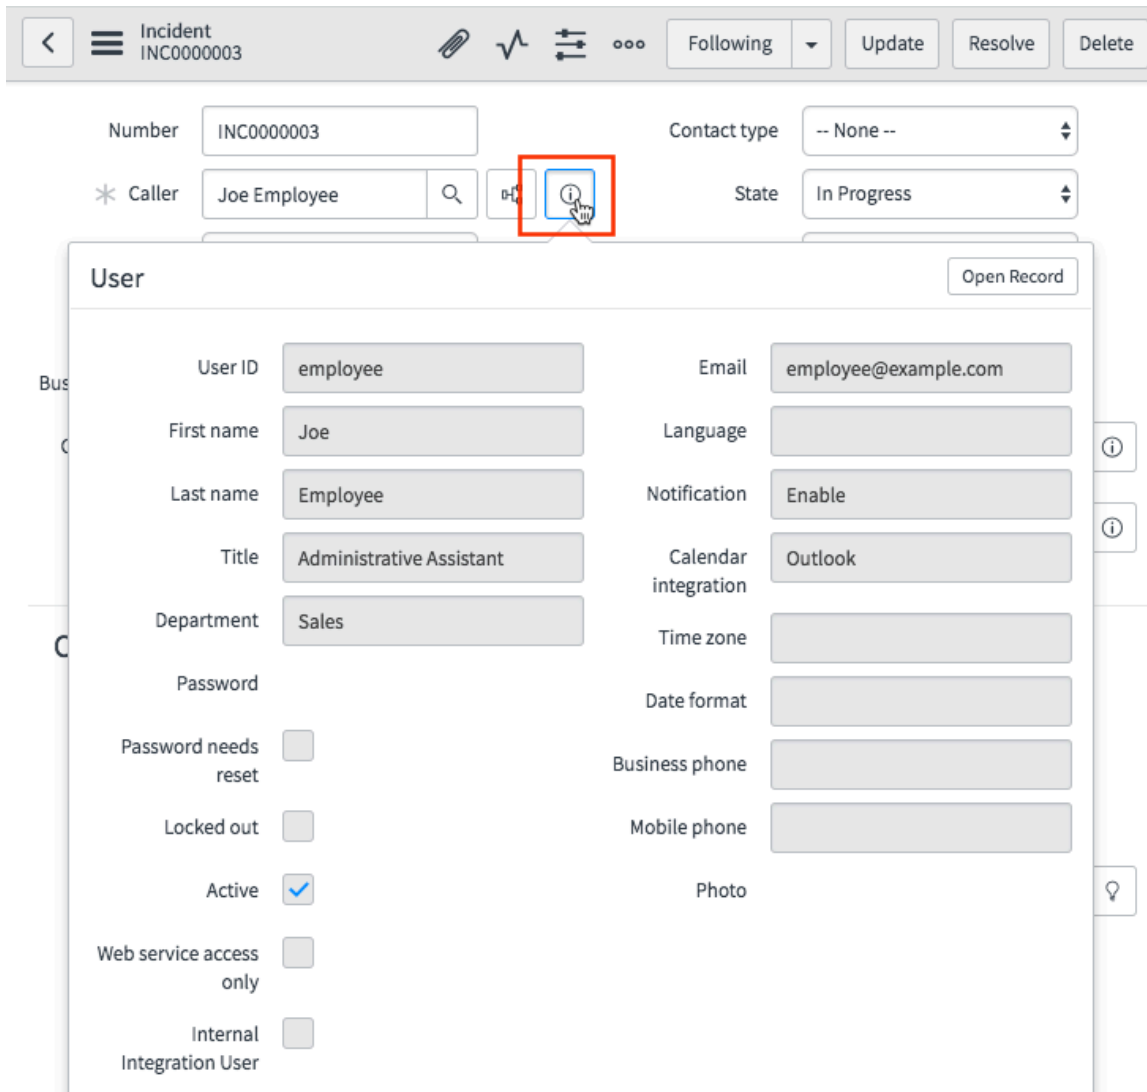 Incident
INC0000003
Following
Update
Resolve
Delete
Number
INC0000003
Contact type
-- None --
Caller
Joe Employee
State
In Progress
User
Open Record
User ID
employee
Email
employee@example.com
Bus
First name
Joe
Language
Last name
Employee
Notification
Enable
Title
Administrative Assistant
Calendar
integration
Outlook
Department
Sales
Time zone
Password
Date format
Password needs
reset
Business phone
Locked out
Mobile phone
Active
Photo
Web service access
only
Internal
Integration User